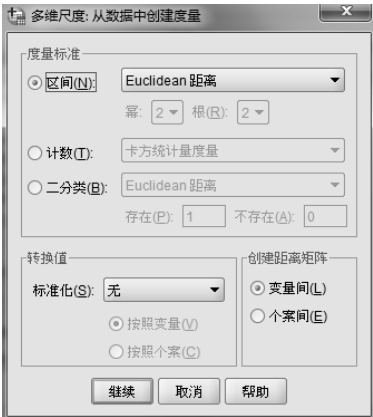 多维尺度: 从数据中创建度量
度量标准
区间(N): Euclidean 距离
幂: 2 根(R): 2
计数(T): 卡方统计量度量
二分类(B): Euclidean 距离
存在(P): 1 不存在(A): 0
转换值
标准化(S): 无
按照变量(V)
按照个案(C)
创建距离矩阵
变量间(L)
个案间(E)
继续 取消 帮助